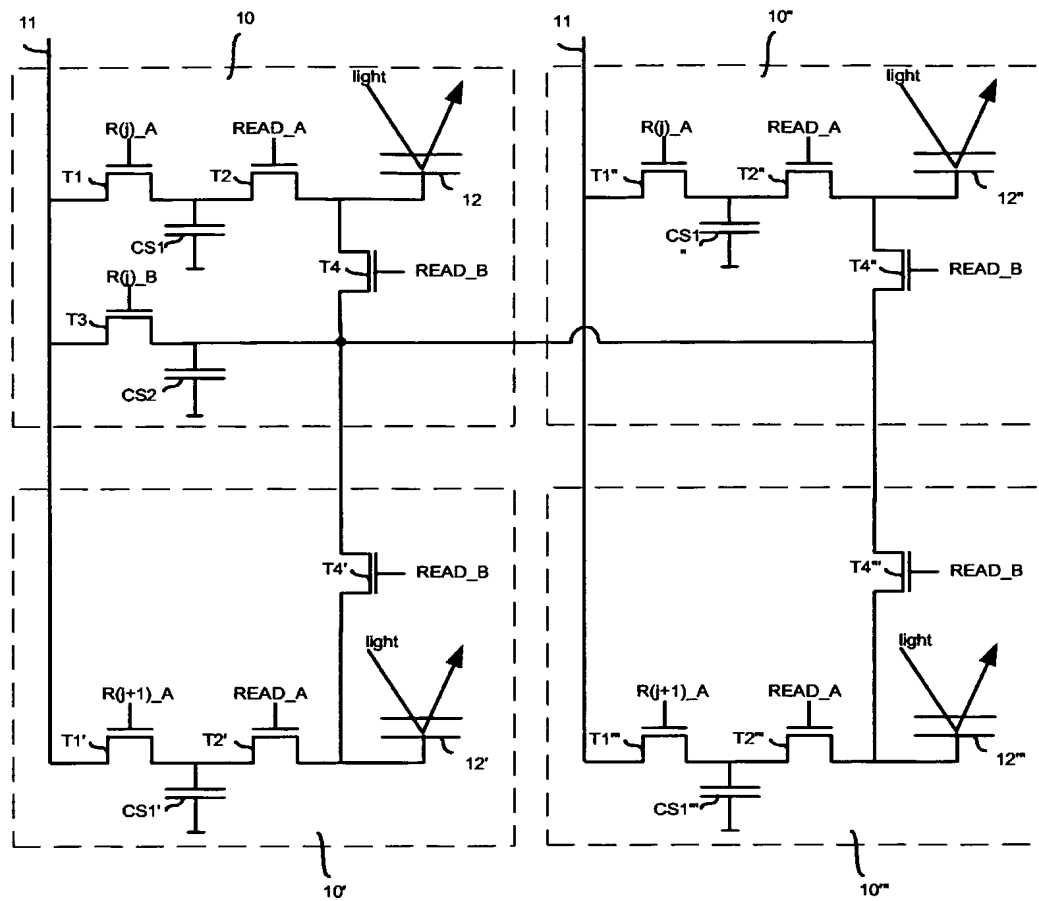 11
10
11
10"
light
light
R(j)_A
READ_A
R(j)_A
READ_A
T1
T2
12
T1"
T2"
12"
CS1
CS1
"
T4
READ_B
T4"
READ_B
R(j)_B
T3
CS2
T4'
READ_B
T4'"
READ_B
light
light
R(j+1)_A
READ_A
R(j+1)_A
READ_A
T1'
T2'
12'
T1'"
T2'"
12'"
CS1'
CS1'"
10'
10'"